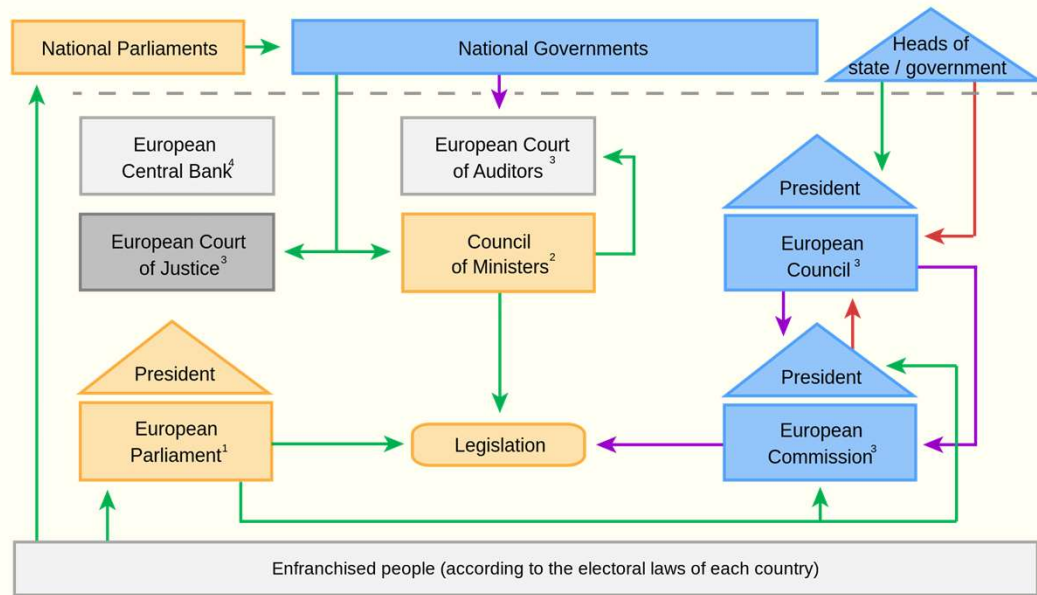 National Parliaments
National Governments
Heads of
state / government
European
Central Bank4
European Court
of Auditors 3
President
European Court
of Justice3
Council
of Ministers2
European
Council 3
President
President
European
Parliament1
Legislation
European
Commission3
Enfranchised people (according to the electoral laws of each country)